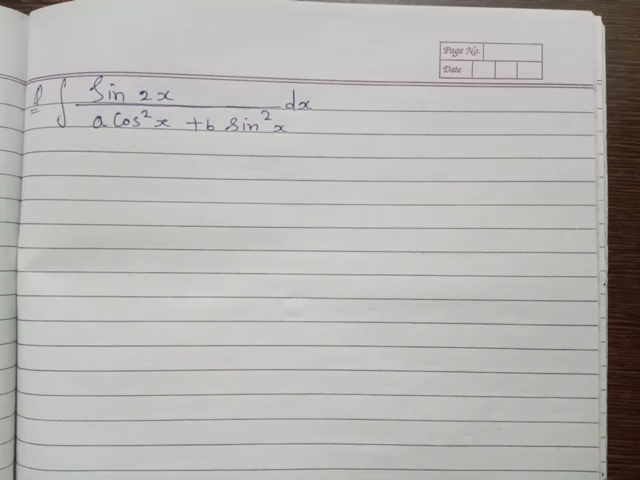 Page No.
Date
Q ∫ Sin 2x / a Cos²x + b Sin²x dx